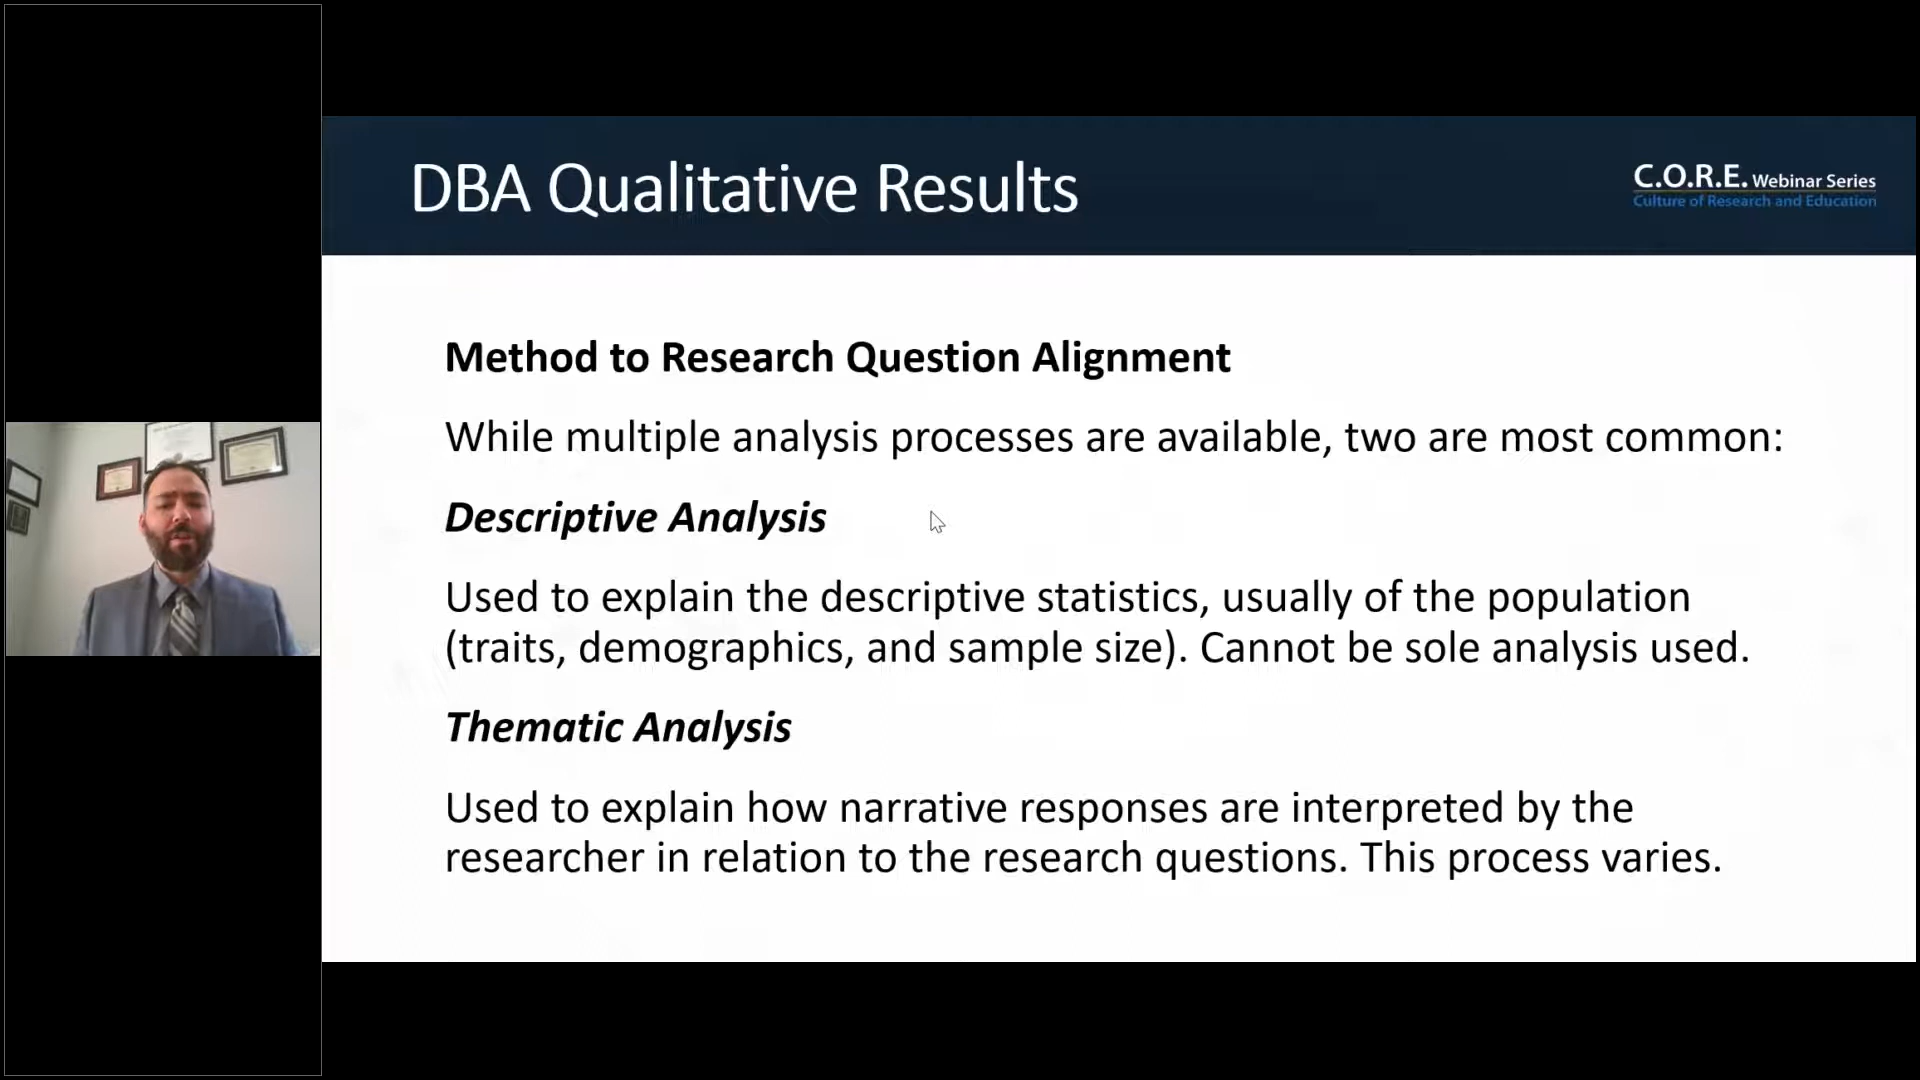 DBA Qualitative Results
C.O.R.E. Webinar Series
Culture of Research and Education
Method to Research Question Alignment
While multiple analysis processes are available, two are most common:
Descriptive Analysis
Used to explain the descriptive statistics, usually of the population
(traits, demographics, and sample size). Cannot be sole analysis used.
Thematic Analysis
Used to explain how narrative responses are interpreted by the
researcher in relation to the research questions. This process varies.